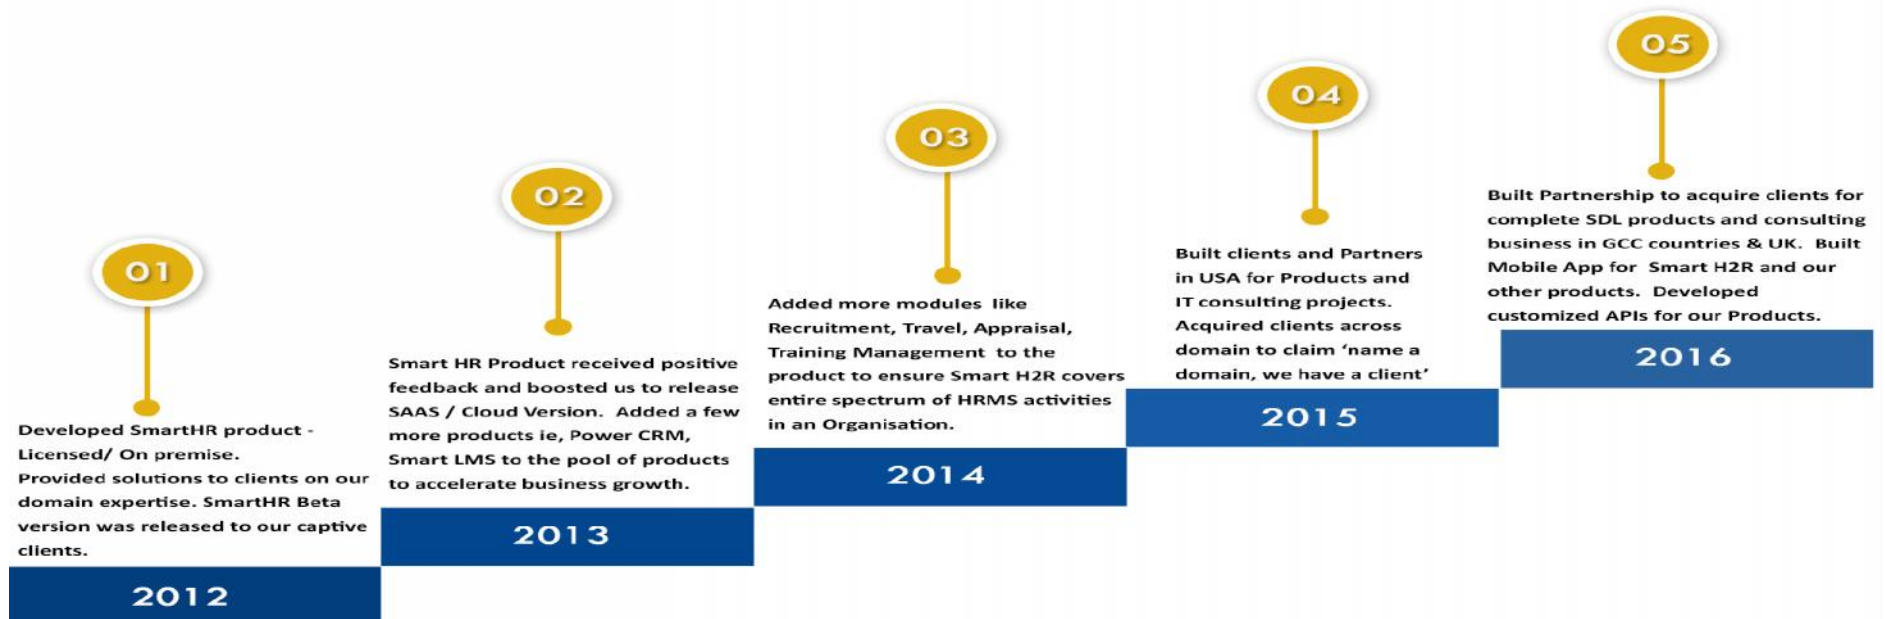 01
Developed SmartHR product -
Licensed/ On premise.
Provided solutions to clients on our
domain expertise. SmartHR Beta
version was released to our captive
clients.
2012
02
Smart HR Product received positive
feedback and boosted us to release
SAAS / Cloud Version.  Added a few
more products ie, Power CRM,
Smart LMS to the pool of products
to accelerate business growth.
2013
03
Added more modules  like
Recruitment, Travel, Appraisal,
Training Management  to the
product to ensure Smart H2R covers
entire spectrum of HRMS activities
in an Organisation.
2014
04
Built clients and Partners
in USA for Products and
IT consulting projects.
Acquired clients across
domain to claim ‘name a
domain, we have a client’
2015
05
Built Partnership to acquire clients for
complete SDL products and consulting
business in GCC countries & UK.  Built
Mobile App for  Smart H2R and our
other products.  Developed
customized APIs for our Products.
2016